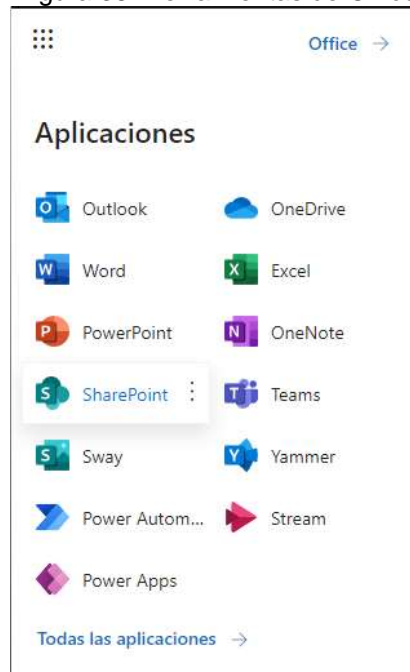 Office →
Aplicaciones
Outlook OneDrive
Word Excel
PowerPoint OneNote
SharePoint Teams
Sway Yammer
Power Autom... Stream
Power Apps
Todas las aplicaciones →